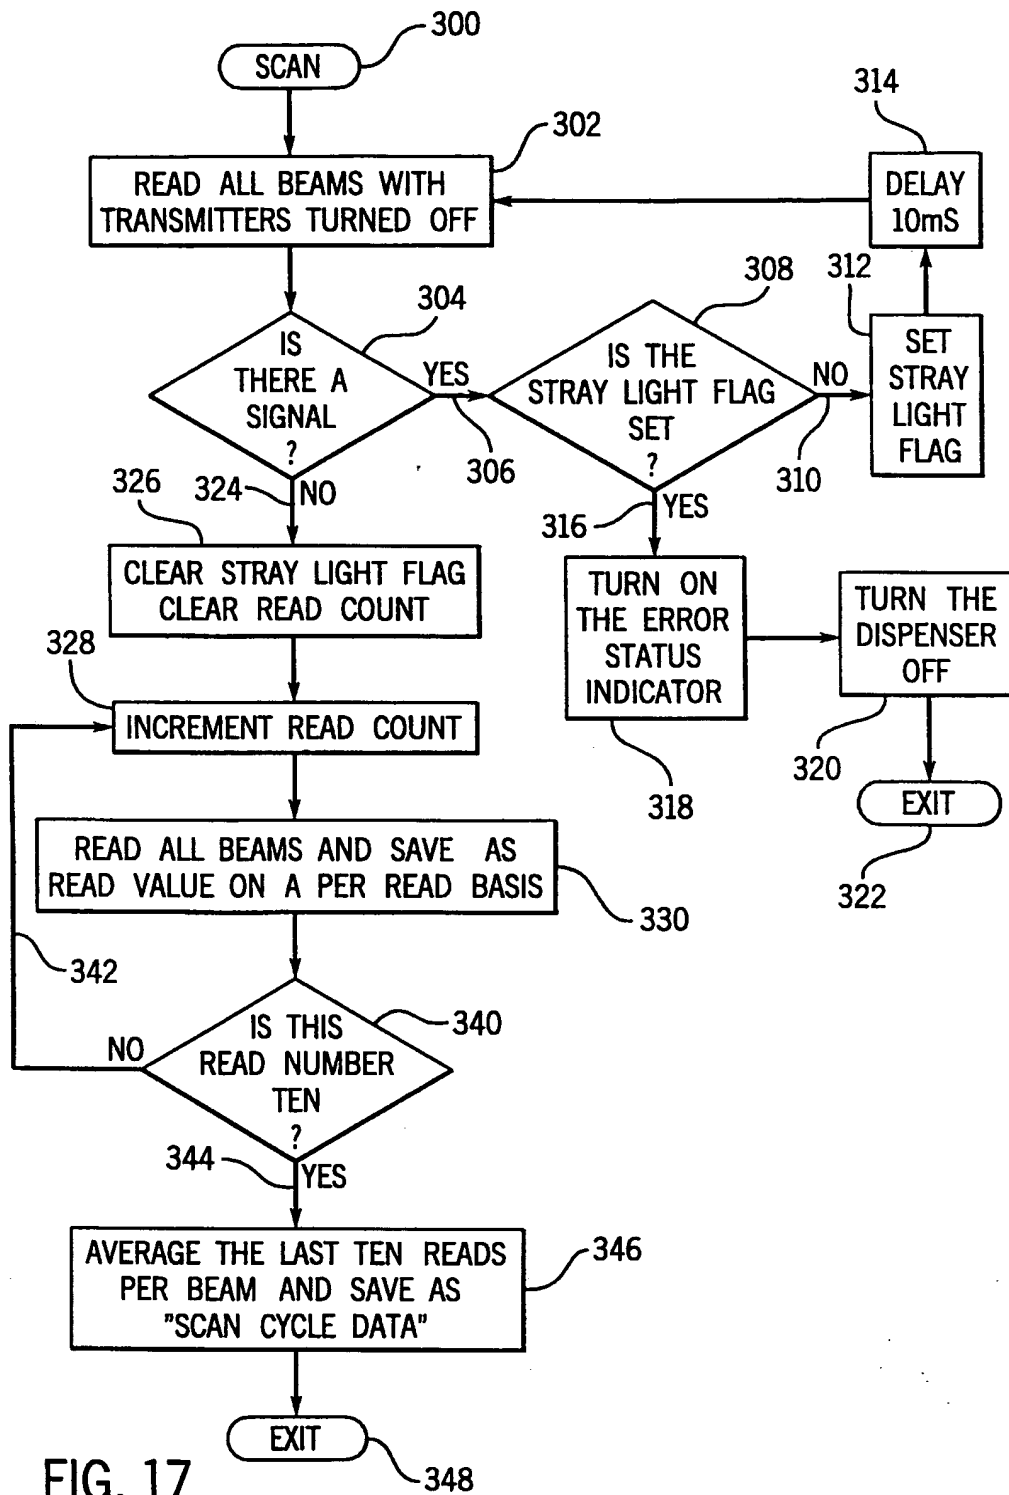 300
SCAN
302
READ ALL BEAMS WITH
TRANSMITTERS TURNED OFF
314
DELAY
10mS
304
IS
THERE A
SIGNAL
?
YES
306
308
IS THE
STRAY LIGHT FLAG
SET
?
NO
310
312
SET
STRAY
LIGHT
FLAG
324
NO
326
CLEAR STRAY LIGHT FLAG
CLEAR READ COUNT
316
YES
TURN ON
THE ERROR
STATUS
INDICATOR
318
TURN THE
DISPENSER
OFF
320
EXIT
322
328
INCREMENT READ COUNT
READ ALL BEAMS AND SAVE AS
READ VALUE ON A PER READ BASIS
330
342
340
IS THIS
READ NUMBER
TEN
?
NO
344
YES
AVERAGE THE LAST TEN READS
PER BEAM AND SAVE AS
"SCAN CYCLE DATA"
346
EXIT
348
FIG. 17